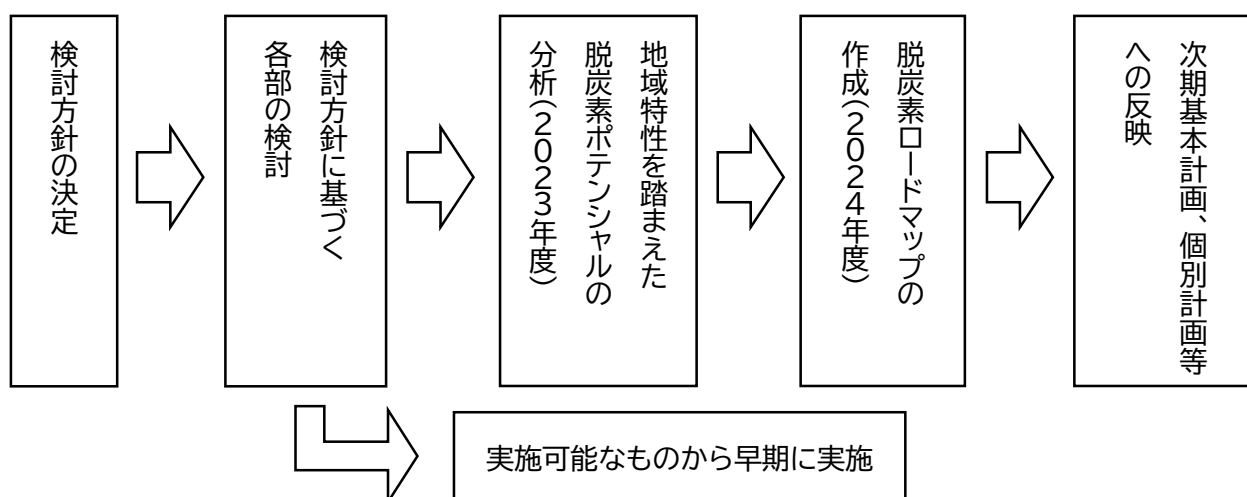 検討方針の決定
検討方針に基づく
各部の検討
地域特性を踏まえた
脱炭素ポテンシャルの
分析（２０２３年度）
脱炭素ロードマップの
作成（２０２４年度）
次期基本計画、個別計画等
への反映
実施可能なものから早期に実施